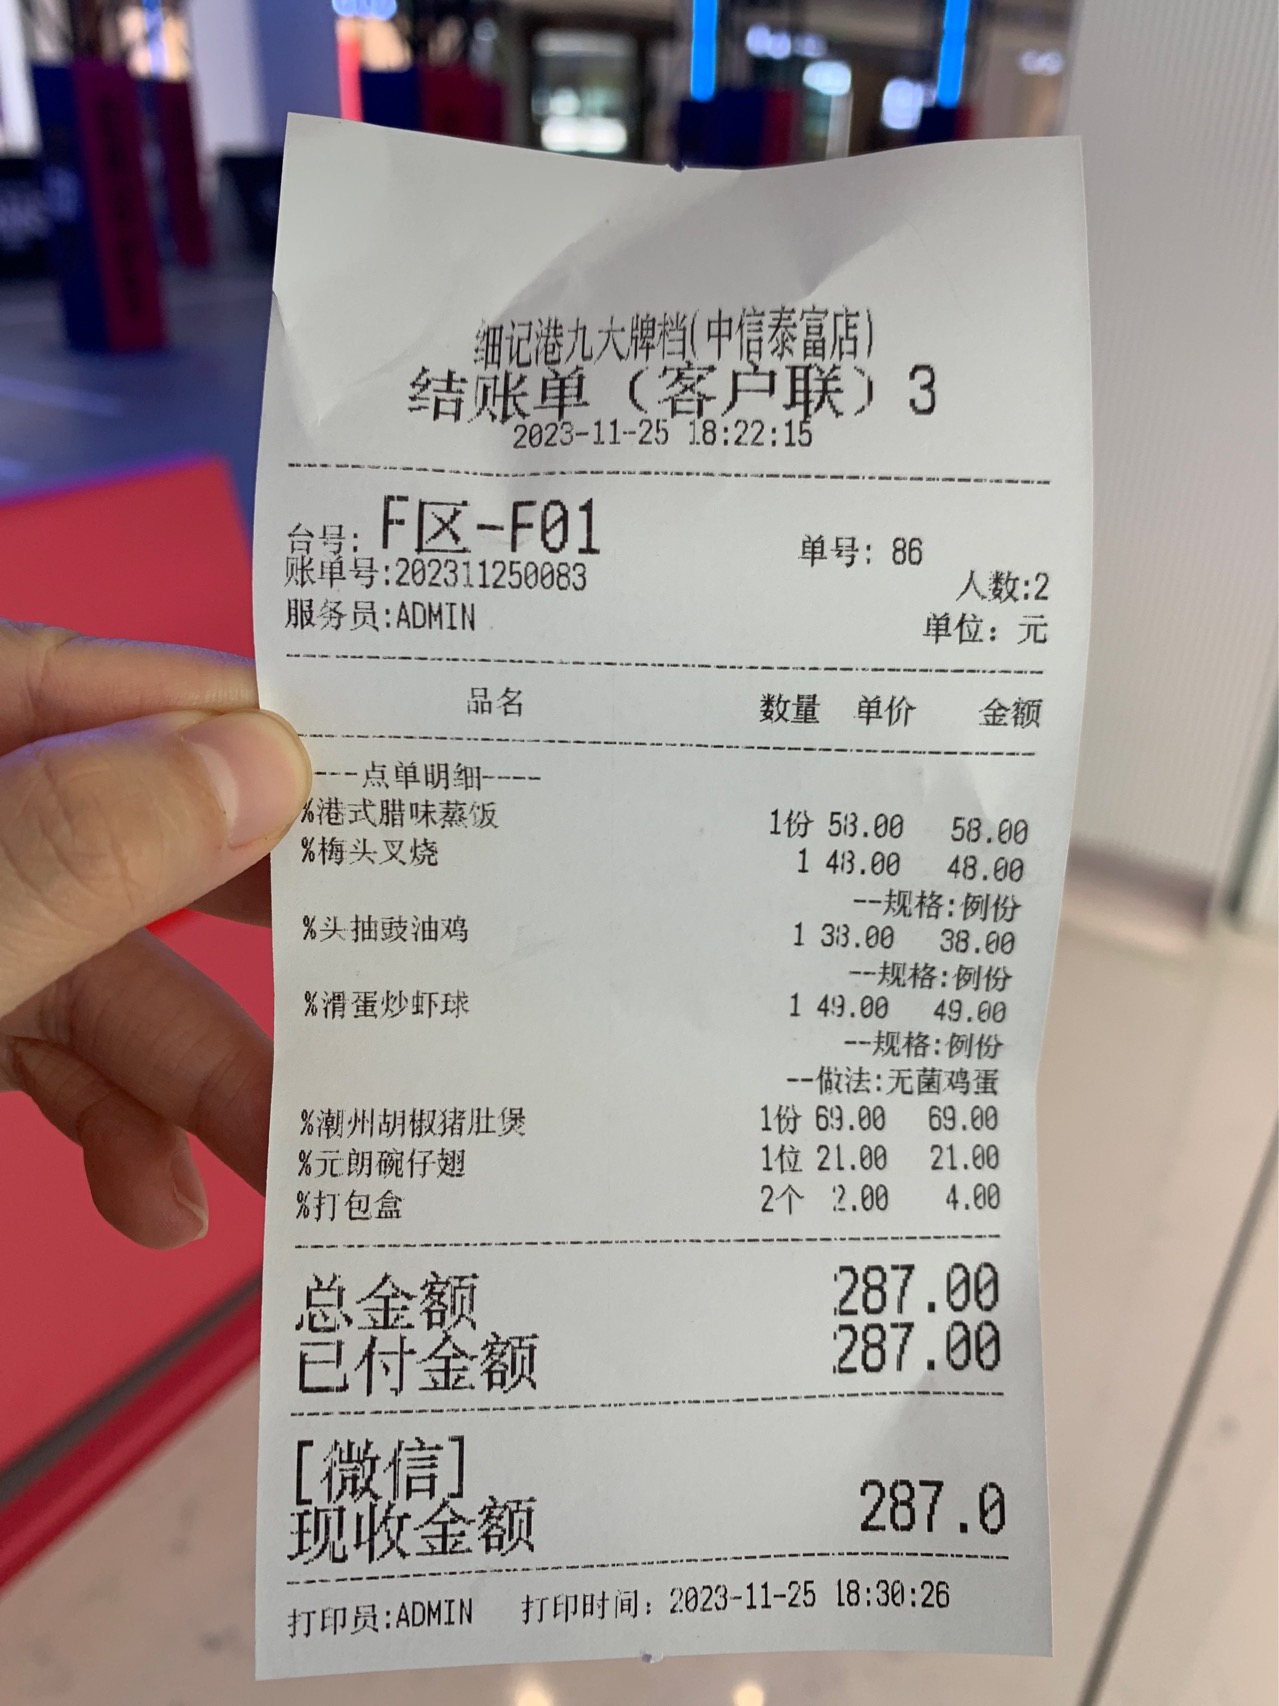 细记港九大牌档(中信泰富店)
结账单（客户联）3
2023-11-25 18:22:15
台号: F区-F01 单号: 86
账单号:202311250083 人数:2
服务员:ADMIN 单位: 元
品名 数量 单价 金额
----点单明细----
%港式腊味蒸饭 1份 58.00 58.00
%梅头叉烧 1 48.00 48.00
--规格:例份
%头抽豉油鸡 1 38.00 38.00
--规格:例份
%滑蛋炒虾球 1 49.00 49.00
--规格:例份
--做法:无菌鸡蛋
%潮州胡椒猪肚煲 1份 69.00 69.00
%元朗碗仔翅 1位 21.00 21.00
%打包盒 2个 2.00 4.00
总金额 287.00
已付金额 287.00
[微信]
现收金额 287.0
打印员:ADMIN 打印时间: 2023-11-25 18:30:26